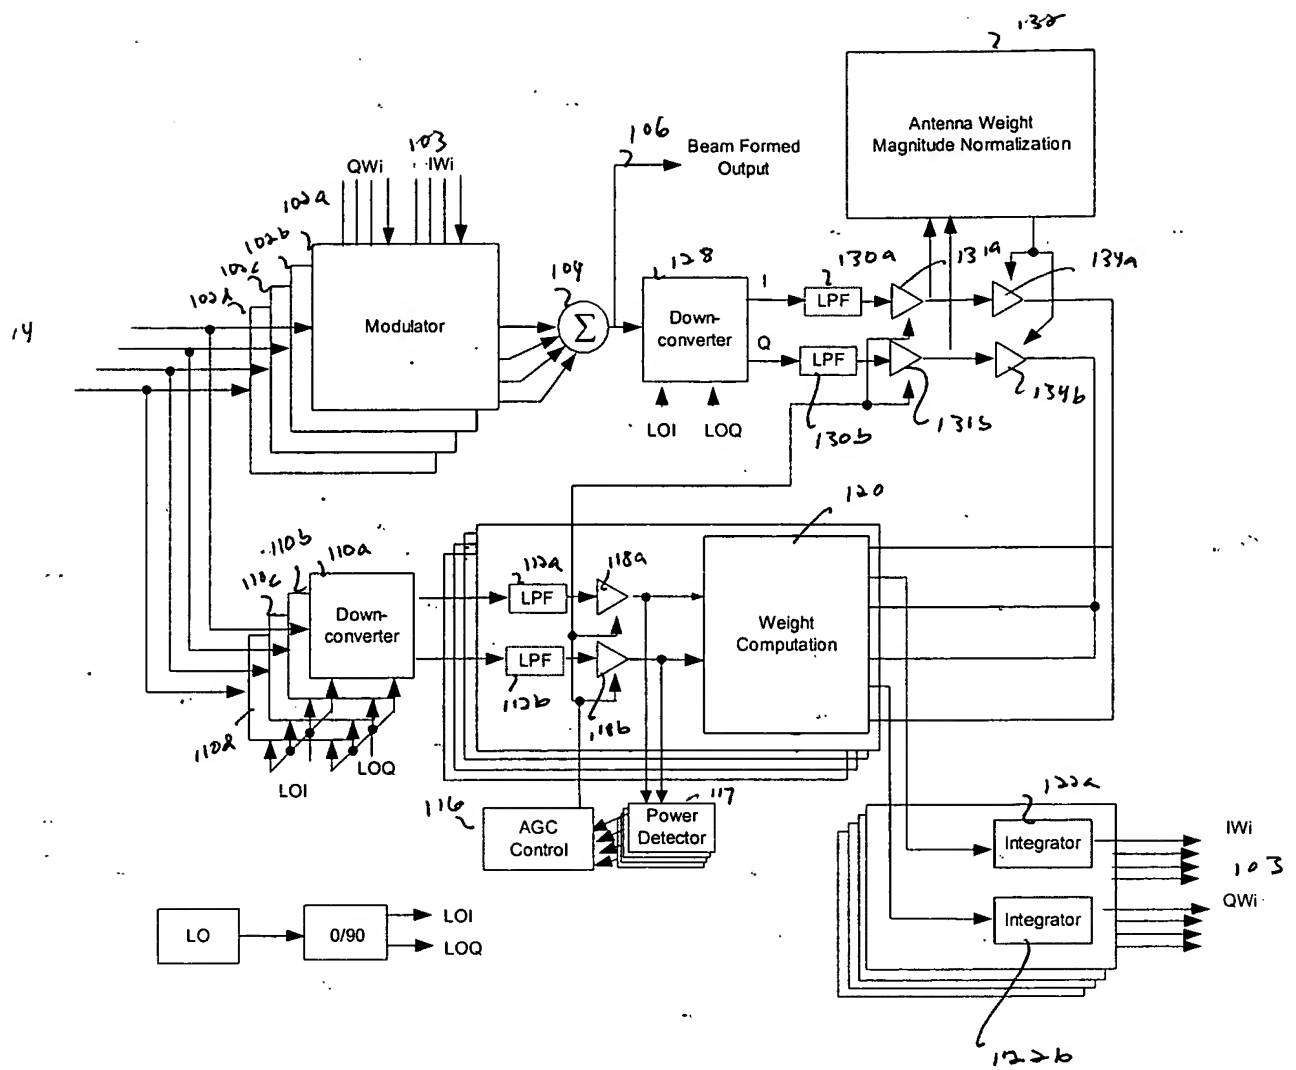 132
Antenna Weight
Magnitude Normalization
106
Beam Formed
Output
103
QWi
IWi
102a
102b
102c
102d
104
128
I
Q
130a
131a
134a
14
Modulator
Σ
Down-
converter
LPF
LPF
LOI
LOQ
130b
131b
134b
120
110b
110a
110c
112a
118a
Down-
converter
LPF
LPF
Weight
Computation
112b
118b
110d
LOI
LOQ
116
117
AGC
Control
Power
Detector
122a
Integrator
IWi
103
QWi
Integrator
LO
0/90
LOI
LOQ
122b